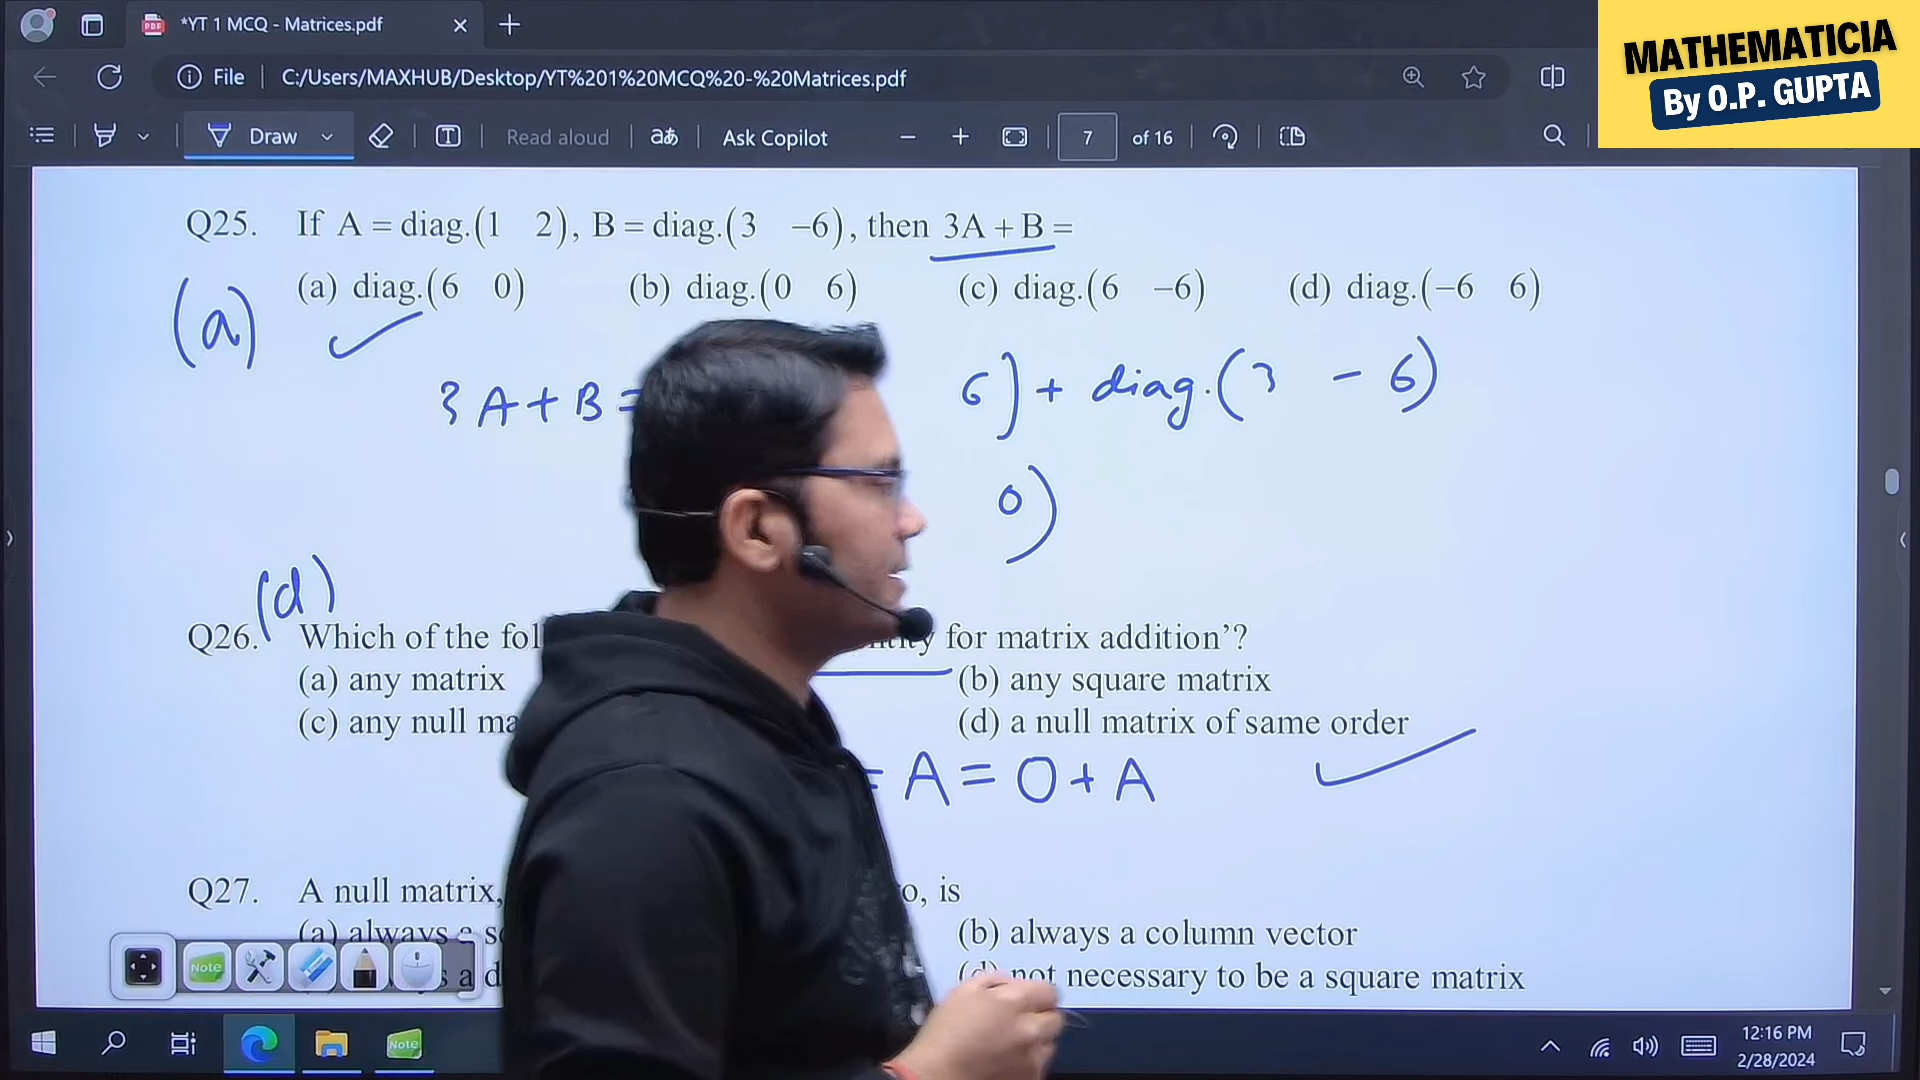 *YT 1 MCQ - Matrices.pdf
MATHEMATICIA
By O.P. GUPTA
File C:/Users/MAXHUB/Desktop/YT%201%20MCQ%20-%20Matrices.pdf
Draw Read aloud Ask Copilot 7 of 16
Q25. If A = diag.(1 2), B = diag.(3 −6), then 3A + B =
(a) diag.(6 0) (b) diag.(0 6) (c) diag.(6 −6) (d) diag.(−6 6)
(a)
3A + B = 6) + diag.(3 - 6)
0)
(d)
Q26. Which of the for matrix addition’?
(a) any matrix (b) any square matrix
(c) any null (d) a null matrix of same order
= A = O + A
Q27. A null matrix, is
(a) always a (b) always a column vector
(d) not necessary to be a square matrix
Note
Note
12:16 PM
2/28/2024